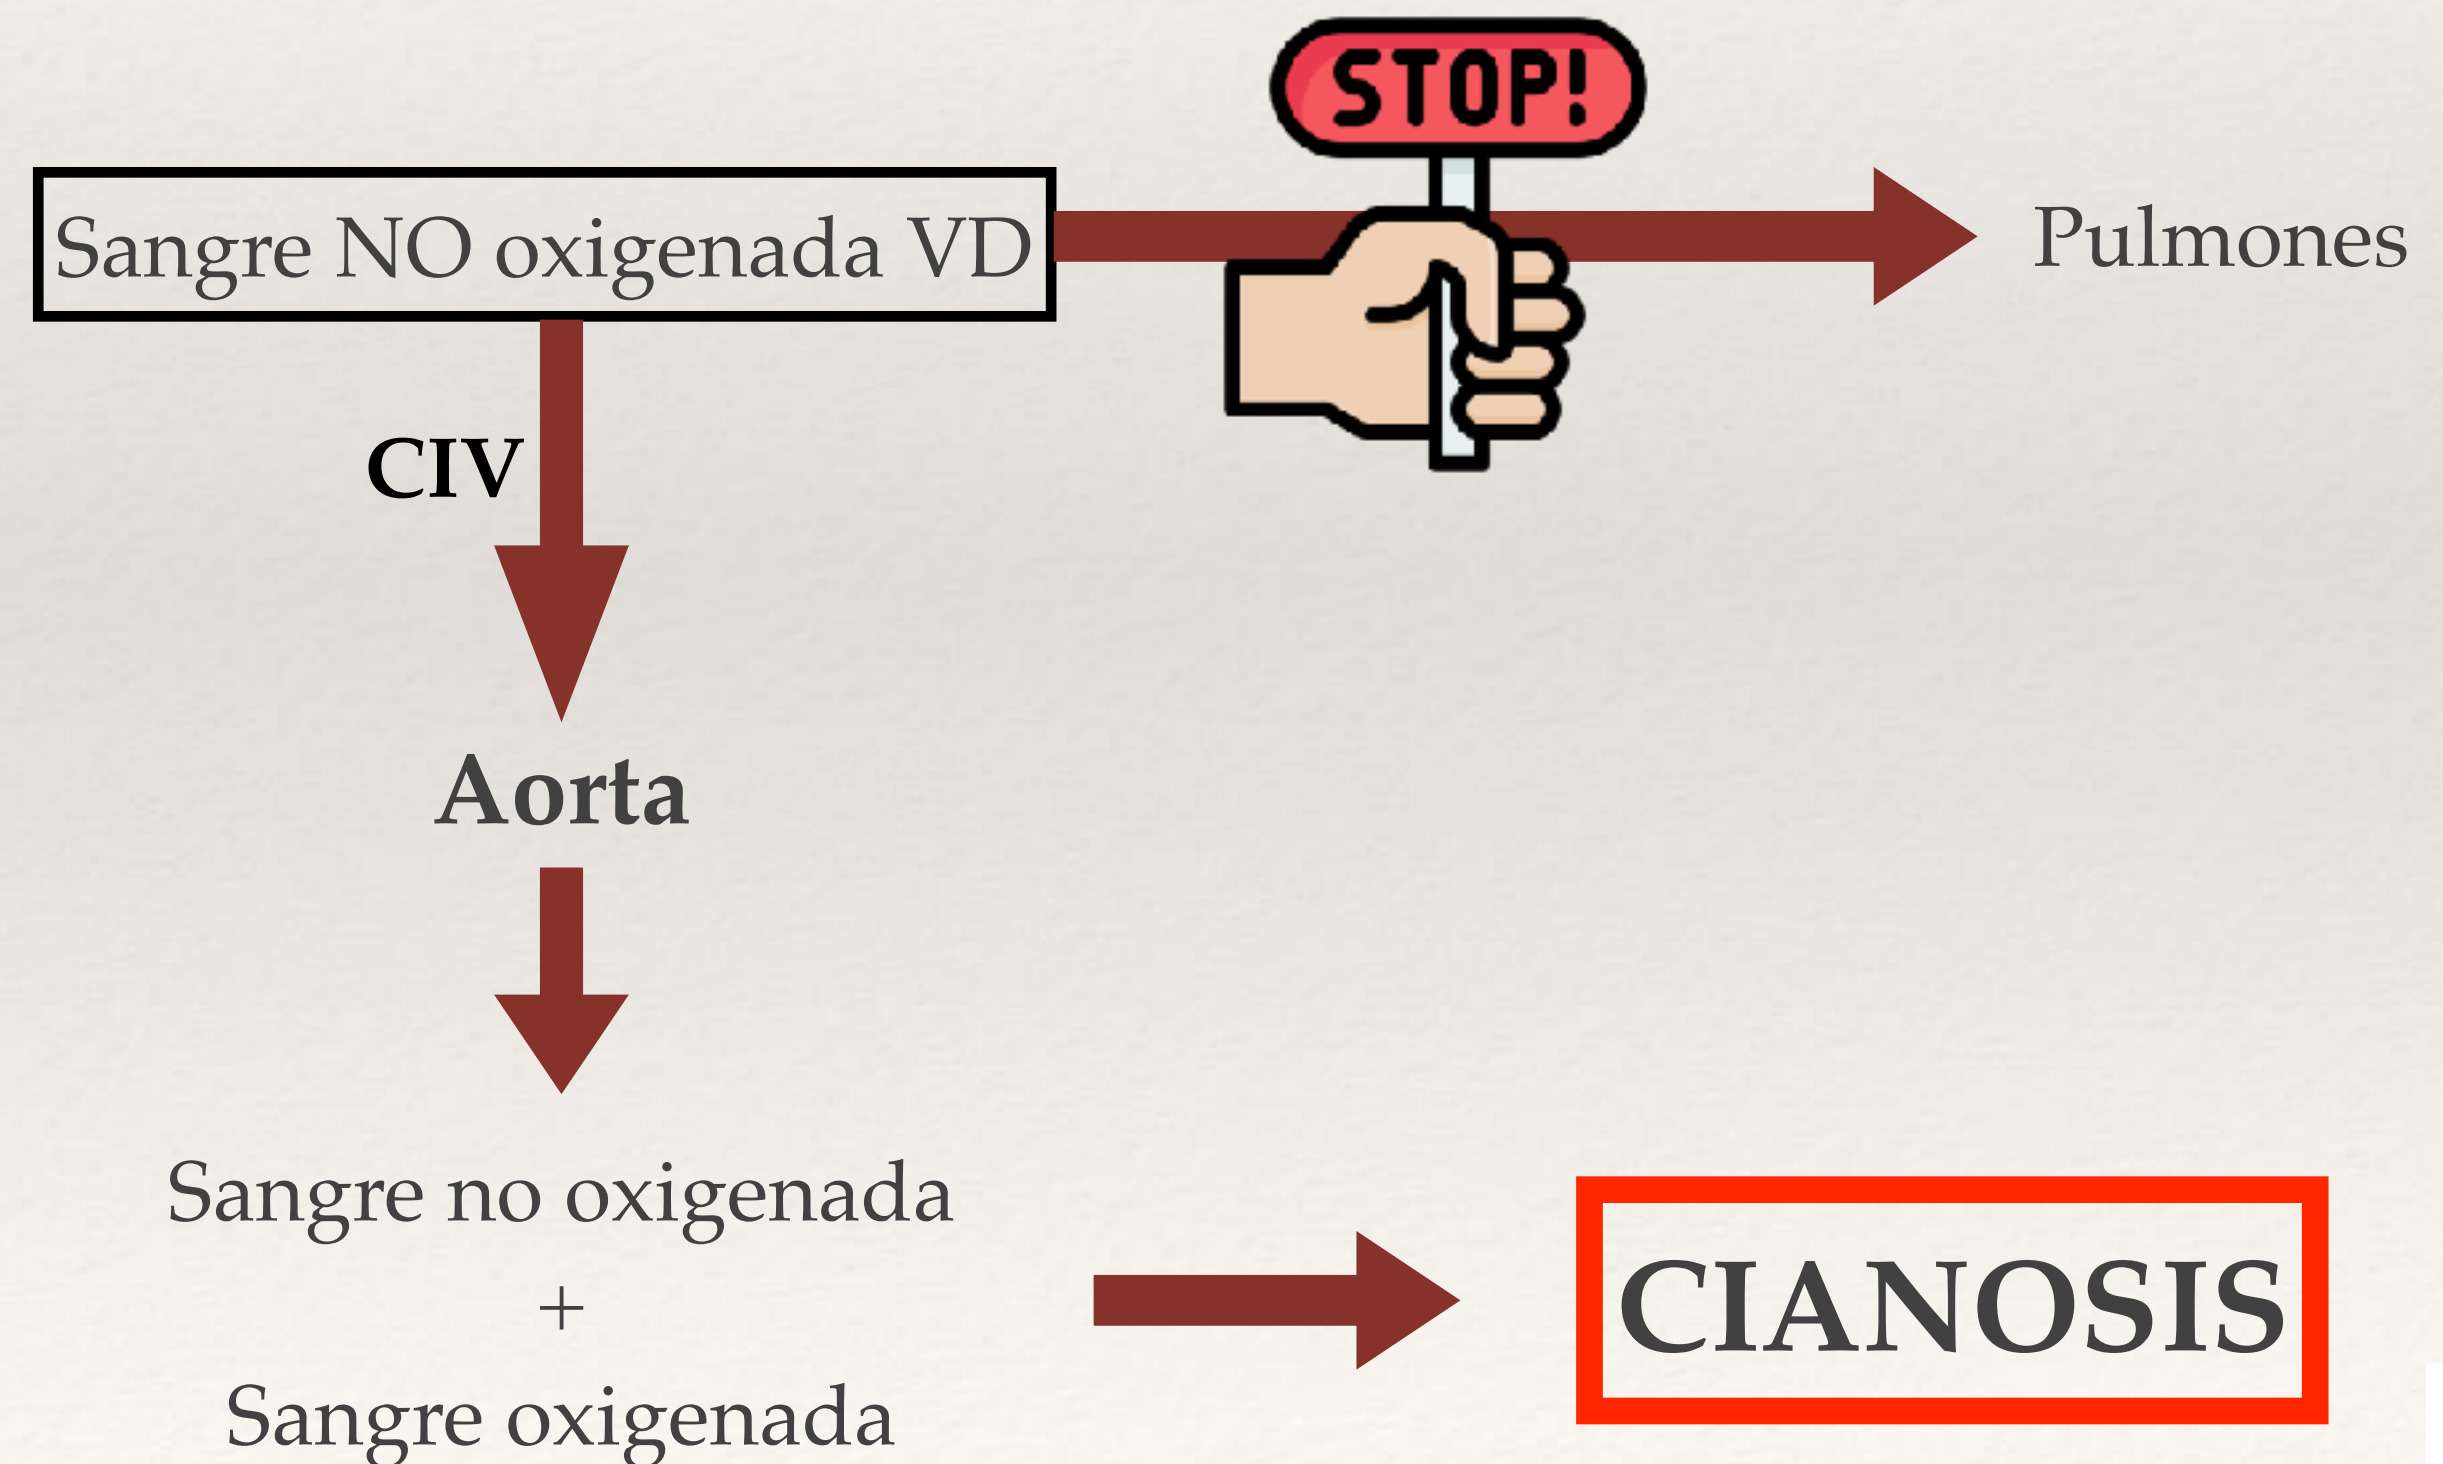 STOP!
Sangre NO oxigenada VD
Pulmones
CIV
Aorta
Sangre no oxigenada
+
Sangre oxigenada
CIANOSIS